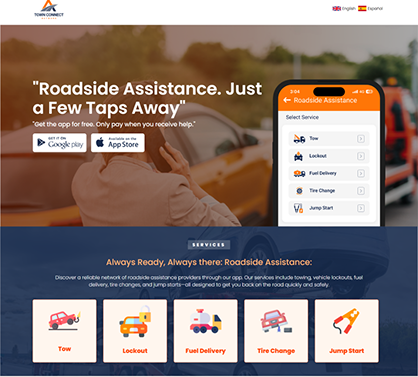 TOWN CONNECT
English
Español
"Roadside Assistance. Just
a Few Taps Away"
"Get the app for free. Only pay when you receive help."
GET IT ON
Google play
Available on the
App Store
2:04
4G
Roadside Assistance
Select Service
Tow
Lockout
Fuel Delivery
Tire Change
Jump Start
SERVICES
Always Ready, Always there: Roadside Assistance:
Discover a reliable network of roadside assistance providers through our app. Our services include towing, vehicle lockouts, fuel
delivery, tire changes, and jump starts—all designed to get you back on the road quickly and safely.
Tow
Lockout
Fuel Delivery
Tire Change
Jump Start